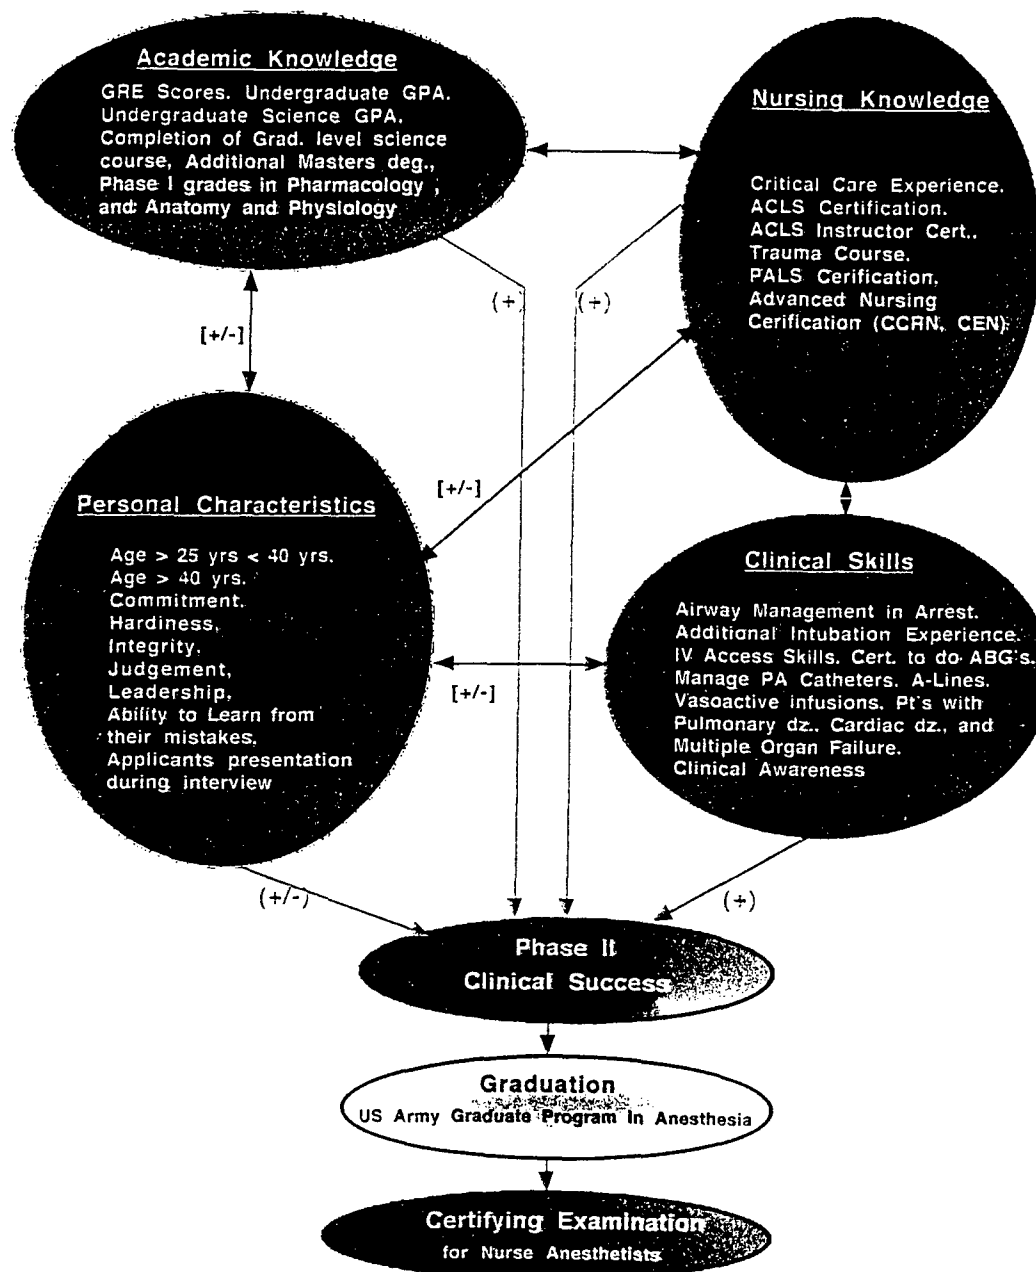 Academic Knowledge
GRE Scores. Undergraduate GPA.
Undergraduate Science GPA.
Completion of Grad. level science
course, Additional Masters deg.,
Phase I grades in Pharmacology ;
and Anatomy and Physiology
Nursing Knowledge
Critical Care Experience.
ACLS Certification.
ACLS Instructor Cert..
Trauma Course.
PALS Cerification.
Advanced Nursing
Cerification (CCRN, CEN)
(+)
(+)
[+/-]
[+/-]
Personal Characteristics
Age > 25 yrs < 40 yrs.
Age > 40 yrs.
Commitment.
Hardiness.
Integrity.
Judgement,
Leadership.
Ability to Learn from
their mistakes.
Applicants presentation
during interview
[+/-]
Clinical Skills
Airway Management in Arrest.
Additional Intubation Experience.
IV Access Skills. Cert. to do ABG's.
Manage PA Catheters. A-Lines.
Vasoactive infusions. Pt's with
Pulmonary dz.. Cardiac dz., and
Multiple Organ Failure.
Clinical Awareness
(+/-)
(+)
Phase II
Clinical Success
Graduation
US Army Graduate Program In Anesthesia
Certifying Examination
for Nurse Anesthetists